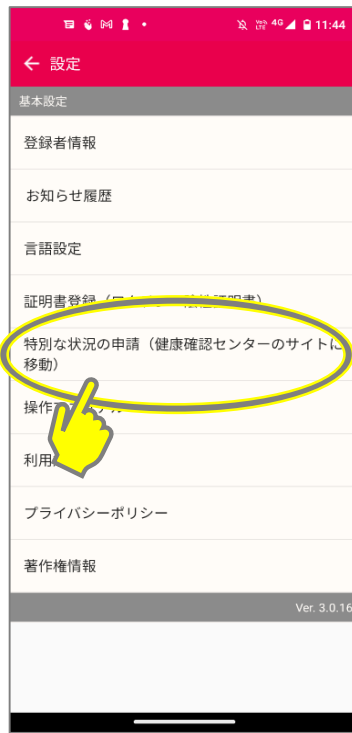 VoLTE 4G 11:44
← 設定
基本設定
登録者情報
お知らせ履歴
言語設定
証明書登録
特別な状況の申請（健康確認センターのサイトに
移動）
操作
利用
プライバシーポリシー
著作権情報
Ver. 3.0.16